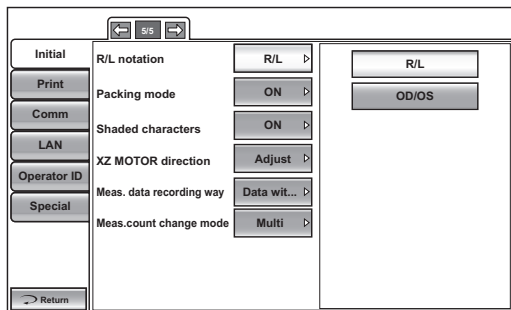 5/5
Initial
Print
Comm
LAN
Operator ID
Special
Return
R/L notation R/L
Packing mode ON
Shaded characters ON
XZ MOTOR direction Adjust
Meas. data recording way Data wit...
Meas.count change mode Multi
R/L
OD/OS